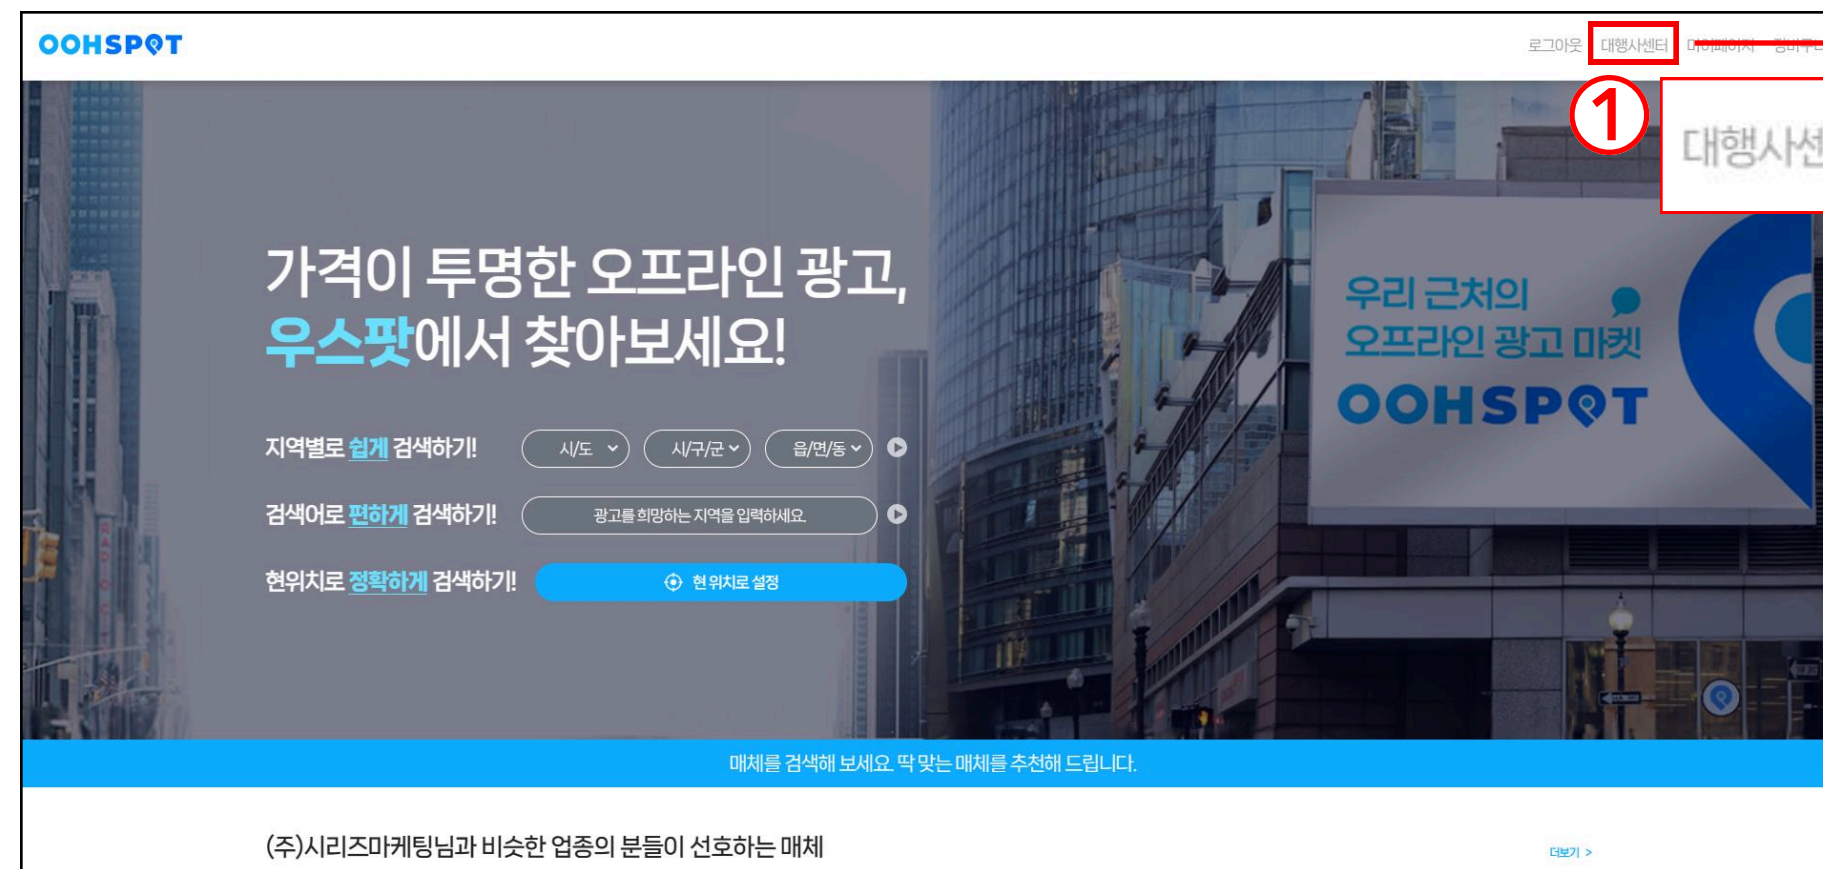 OOHSPOT
로그아웃 대행사센터 마이페이지
①
대행사센
가격이 투명한 오프라인 광고,
우스팟에서 찾아보세요!
우리 근처의
오프라인 광고 마켓
OOHSPOT
지역별로 쉽게 검색하기! 시/도 시/구/군 읍/면/동
검색어로 편하게 검색하기! 광고를 희망하는 지역을 입력하세요.
현위치로 정확하게 검색하기! 현 위치로 설정
매체를 검색해 보세요. 딱 맞는 매체를 추천해 드립니다.
(주)시리즈마케팅님과 비슷한 업종의 분들이 선호하는 매체
더보기 >